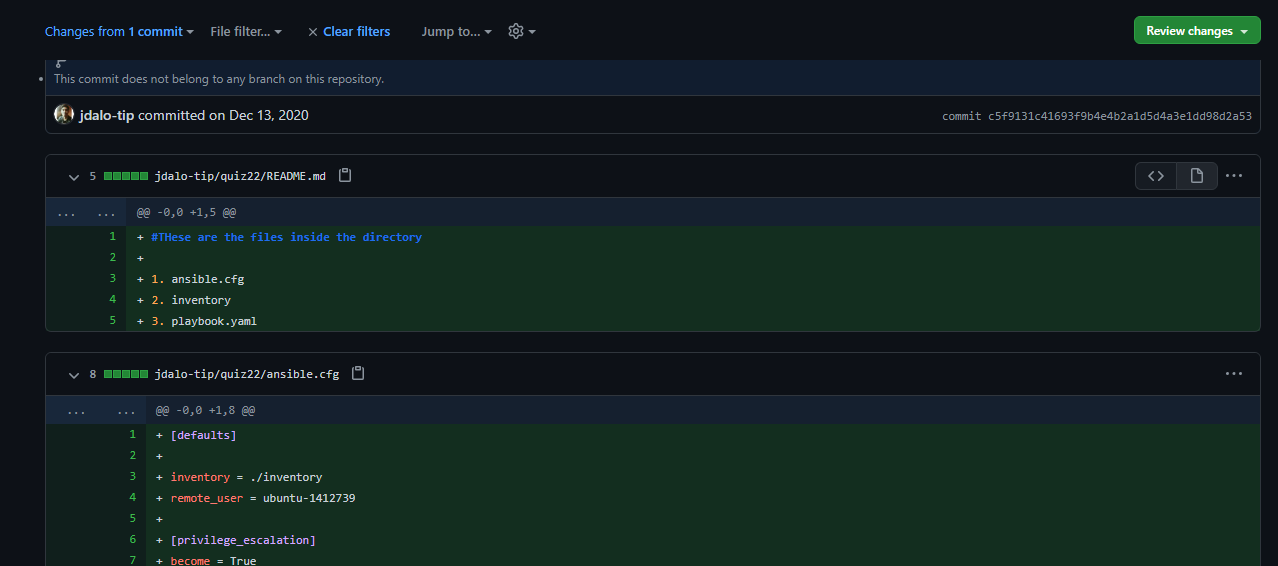 Changes from 1 commit File filter... Clear filters Jump to... Review changes
This commit does not belong to any branch on this repository.
jdalo-tip committed on Dec 13, 2020 commit c5f9131c41693f9b4e4b2a1d5d4a3e1dd98d2a53
5 jdalo-tip/quiz22/README.md
... ... @@ -0,0 +1,5 @@
1 + #THese are the files inside the directory
2 +
3 + 1. ansible.cfg
4 + 2. inventory
5 + 3. playbook.yaml
8 jdalo-tip/quiz22/ansible.cfg
... ... @@ -0,0 +1,8 @@
1 + [defaults]
2 +
3 + inventory = ./inventory
4 + remote_user = ubuntu-1412739
5 +
6 + [privilege_escalation]
7 + become = True